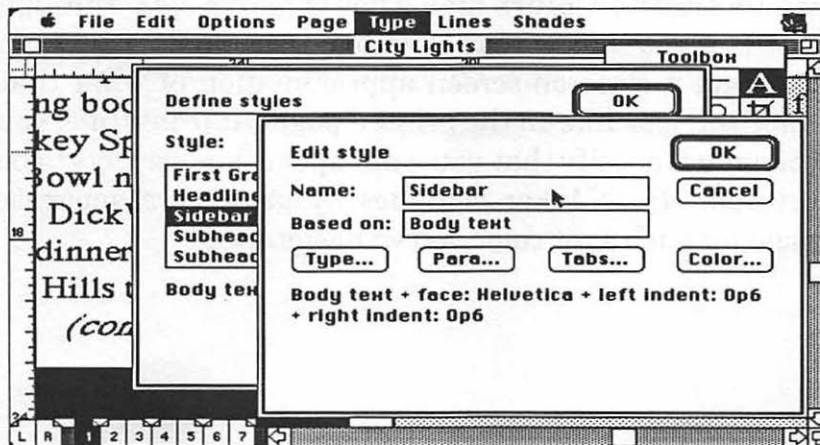 File Edit Options Page Type Lines Shades
City Lights
Toolbox
A
ng boo
key Sp
Bowl n
Dick
dinner
Hills t
(con
18
24
Define styles
OK
Style:
First Gre
Headline
Sidebar
Subhead
Subhead
Body tex
Edit style
OK
Name: Sidebar
Cancel
Based on: Body text
Type... Para... Tabs... Color...
Body text + face: Helvetica + left indent: 0p6
+ right indent: 0p6
L R 1 2 3 4 5 6 7